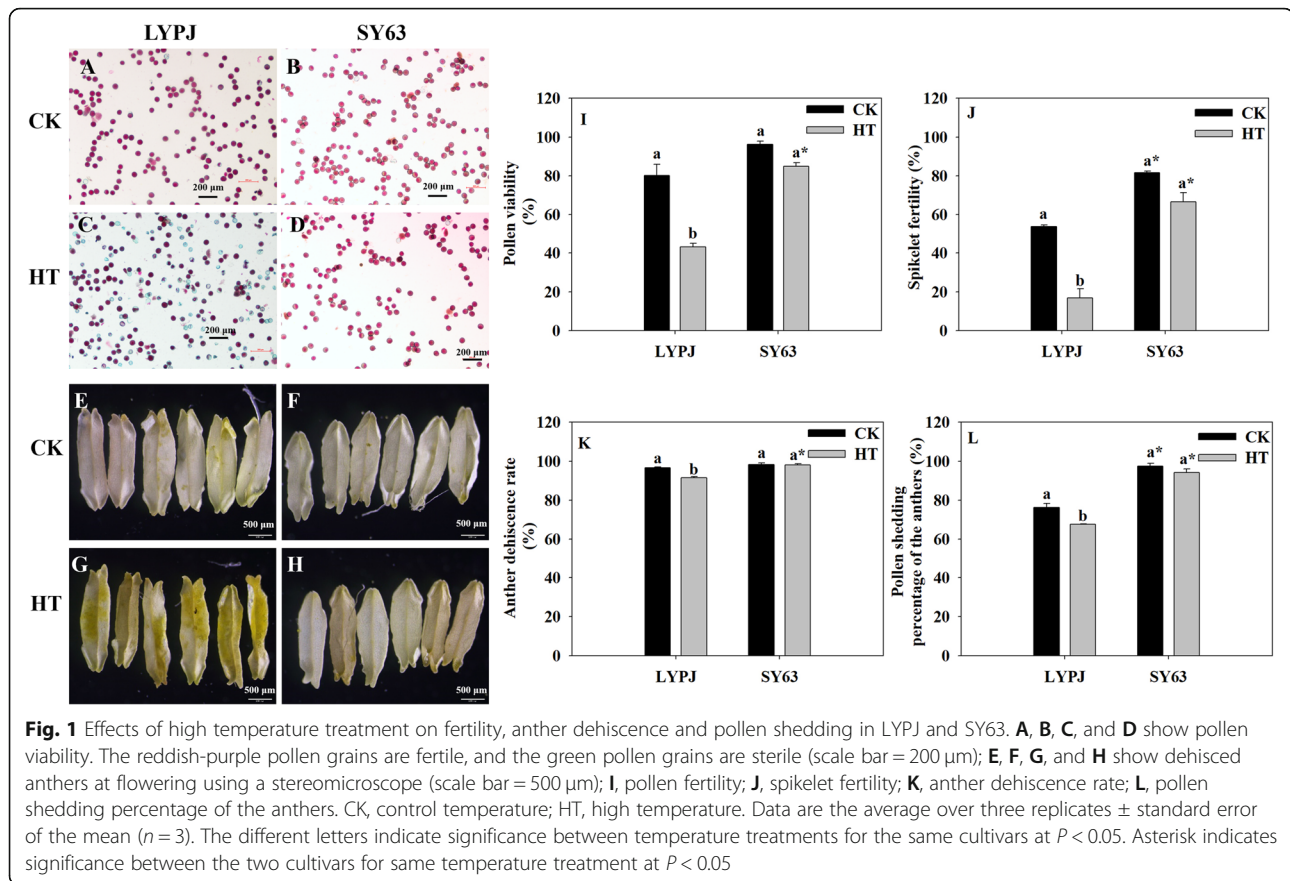 LYPJ SY63
A B
CK
200 μm 200 μm
C D
HT
200 μm 200 μm
E F
CK
500 μm 500 μm
G H
HT
500 μm 500 μm
I
CK
HT
Pollen viability
(%)
120
100
80
60
40
20
0
a b a a*
LYPJ SY63
J
CK
HT
Spikelet fertility (%)
120
100
80
60
40
20
0
a b a* a*
LYPJ SY63
K
CK
HT
Anther dehiscence rate
(%)
120
100
80
60
40
20
0
a b a a*
LYPJ SY63
L
CK
HT
Pollen shedding
percentage of the anthers (%)
120
100
80
60
40
20
0
a b a* a*
LYPJ SY63
Fig. 1 Effects of high temperature treatment on fertility, anther dehiscence and pollen shedding in LYPJ and SY63. A, B, C, and D show pollen
viability. The reddish-purple pollen grains are fertile, and the green pollen grains are sterile (scale bar = 200 μm); E, F, G, and H show dehisced
anthers at flowering using a stereomicroscope (scale bar = 500 μm); I, pollen fertility; J, spikelet fertility; K, anther dehiscence rate; L, pollen
shedding percentage of the anthers. CK, control temperature; HT, high temperature. Data are the average over three replicates ± standard error
of the mean (n = 3). The different letters indicate significance between temperature treatments for the same cultivars at P < 0.05. Asterisk indicates
significance between the two cultivars for same temperature treatment at P < 0.05